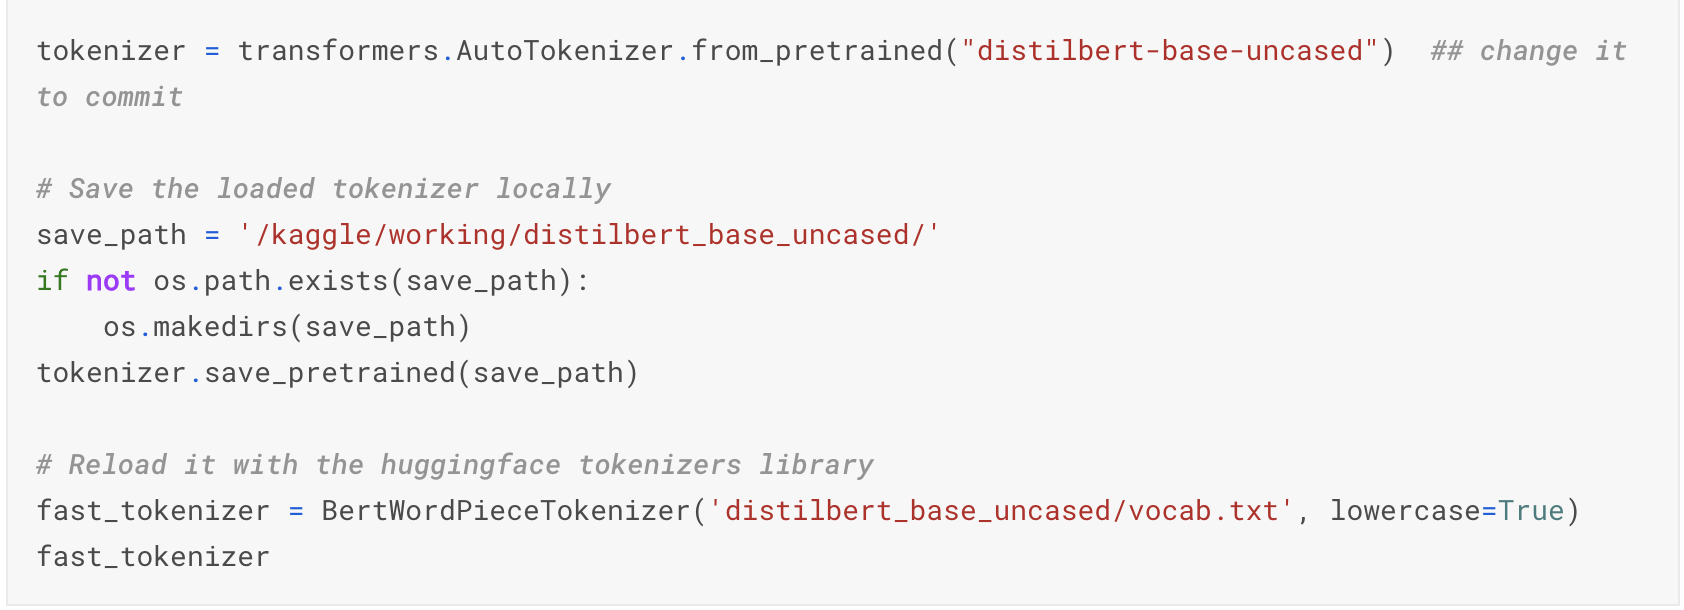 tokenizer = transformers.AutoTokenizer.from_pretrained("distilbert-base-uncased")  ## change it
to commit

# Save the loaded tokenizer locally
save_path = '/kaggle/working/distilbert_base_uncased/'
if not os.path.exists(save_path):
    os.makedirs(save_path)
tokenizer.save_pretrained(save_path)

# Reload it with the huggingface tokenizers library
fast_tokenizer = BertWordPieceTokenizer('distilbert_base_uncased/vocab.txt', lowercase=True)
fast_tokenizer